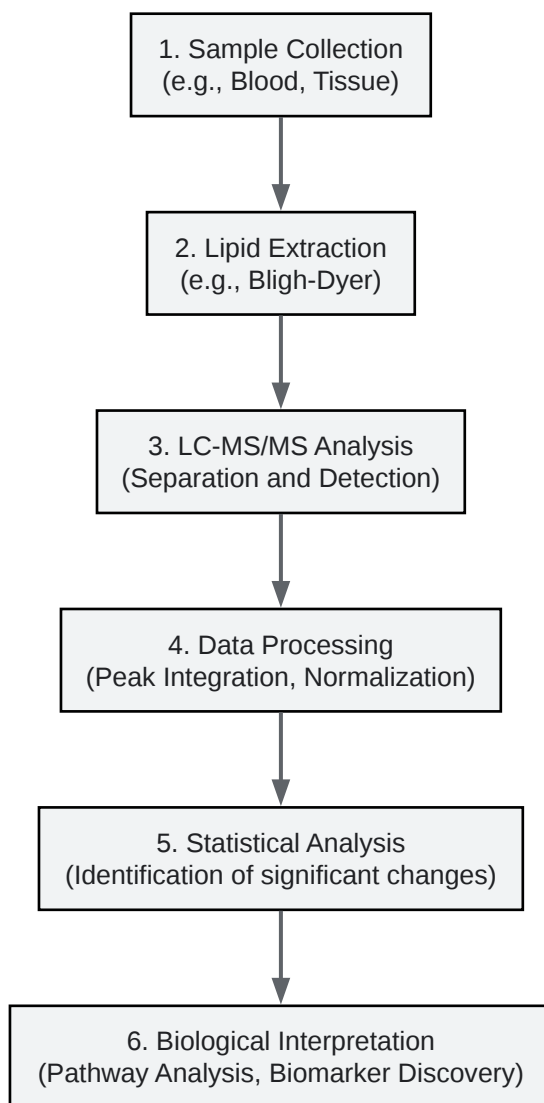 1. Sample Collection
(e.g., Blood, Tissue)
2. Lipid Extraction
(e.g., Bligh-Dyer)
3. LC-MS/MS Analysis
(Separation and Detection)
4. Data Processing
(Peak Integration, Normalization)
5. Statistical Analysis
(Identification of significant changes)
6. Biological Interpretation
(Pathway Analysis, Biomarker Discovery)